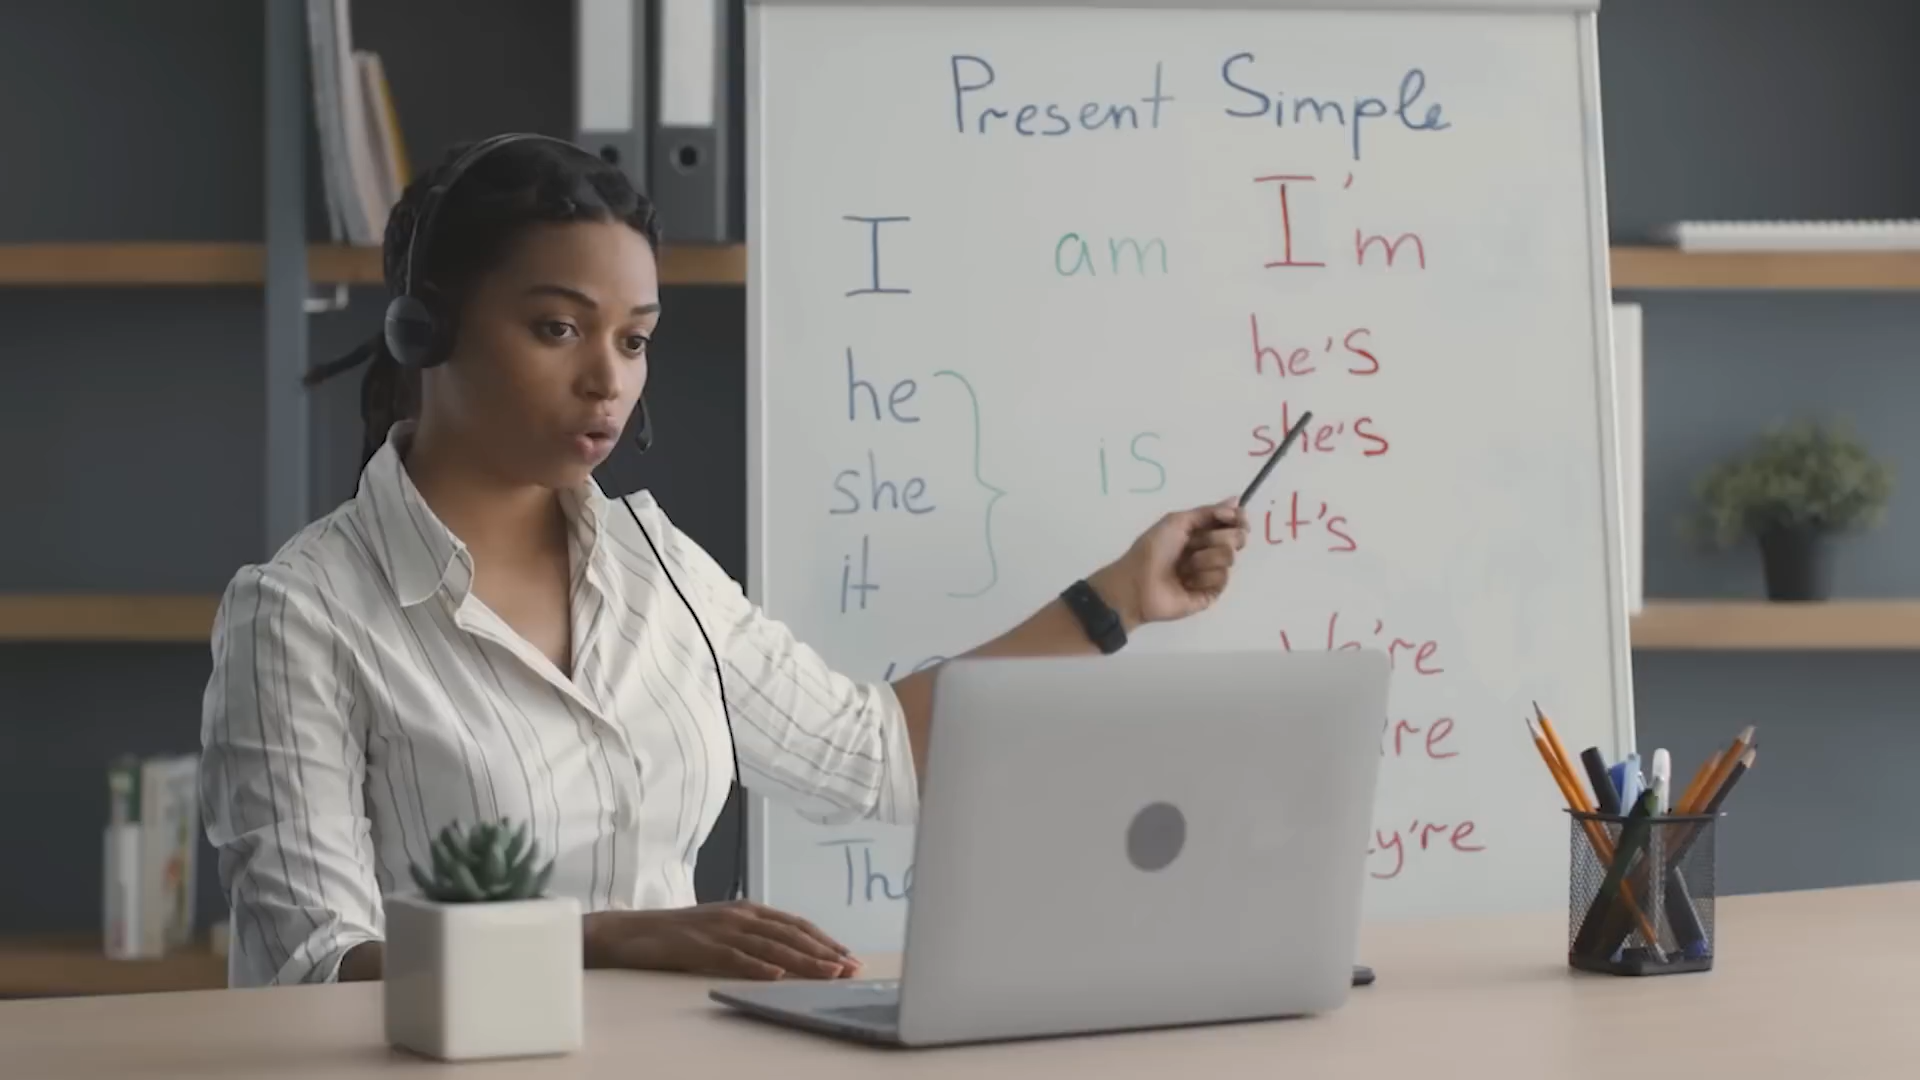 Present Simple
I am I'm
he he's
she is she's
it it's